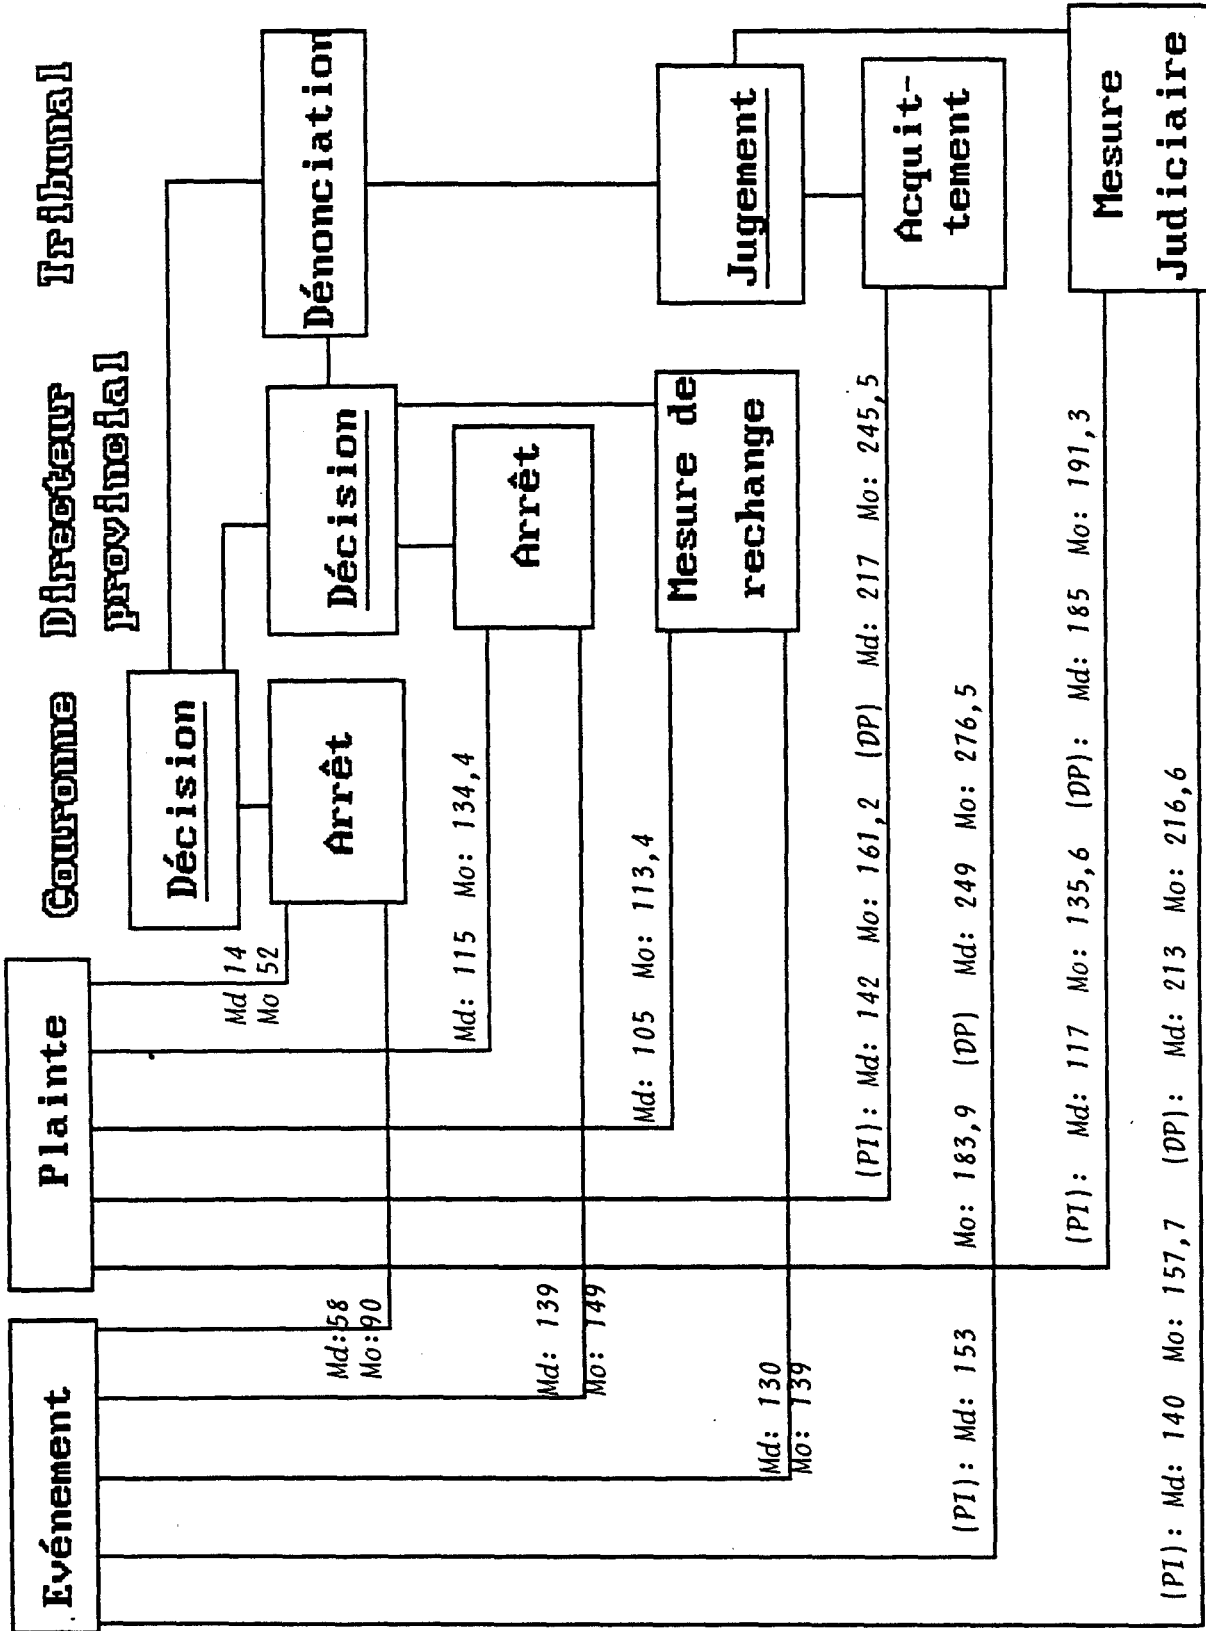 Evénement
Plainte
Couronne
Directeur
provincial
Tribunal
Décision
Arrêt
Décision
Arrêt
Dénonciation
Mesure de
rechange
Jugement
Acquit-
tement
Mesure
Judiciaire
Md 14
Mo 52
Md:58
Mo:90
Md: 115 Mo: 134,4
Md: 139
Mo: 149
Md: 105 Mo: 113,4
Md: 130
Mo: 139
(PI): Md: 142 Mo: 161,2 (DP) Md: 217 Mo: 245,5
(PI): Md: 153 Mo: 183,9 (DP) Md: 249 Mo: 276,5
(PI): Md: 117 Mo: 135,6 (DP): Md: 185 Mo: 191,3
(PI): Md: 140 Mo: 157,7 (DP): Md: 213 Mo: 216,6